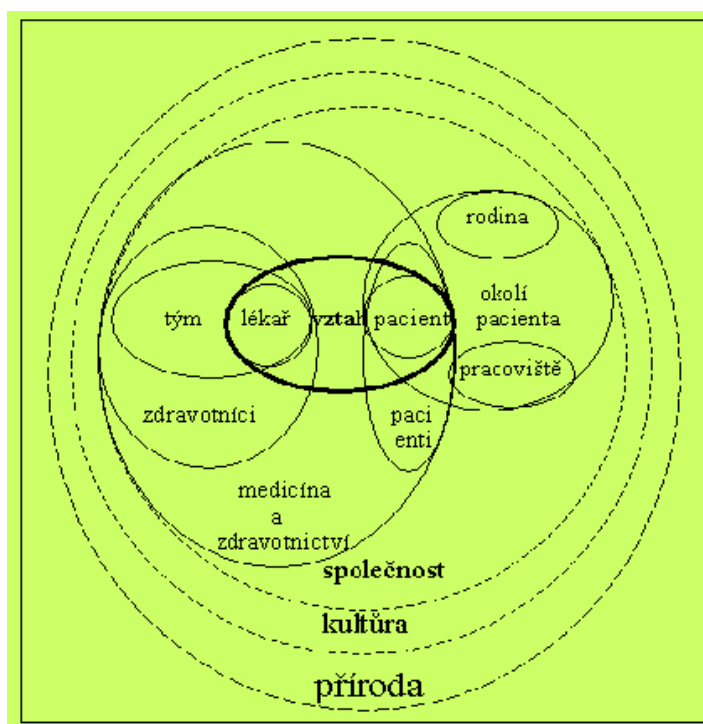 rodina
okolí
pacienta
tým
lékař
vztah
pacient
pracoviště
zdravotníci
paci
enti
medicína
a
zdravotnictví
společnost
kultůra
příroda